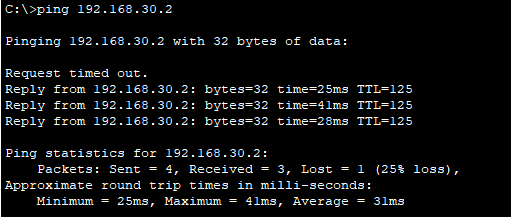 C:\>ping 192.168.30.2
Pinging 192.168.30.2 with 32 bytes of data:
Request timed out.
Reply from 192.168.30.2: bytes=32 time=25ms TTL=125
Reply from 192.168.30.2: bytes=32 time=41ms TTL=125
Reply from 192.168.30.2: bytes=32 time=28ms TTL=125
Ping statistics for 192.168.30.2:
Packets: Sent = 4, Received = 3, Lost = 1 (25% loss),
Approximate round trip times in milli-seconds:
Minimum = 25ms, Maximum = 41ms, Average = 31ms